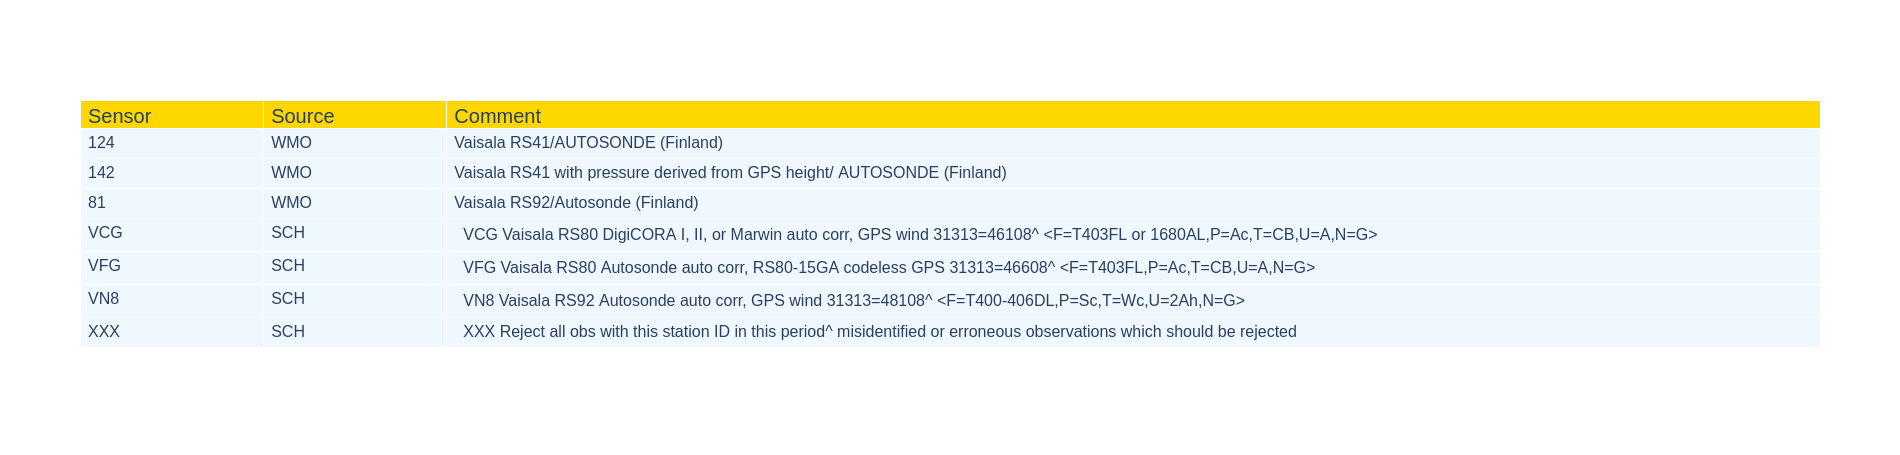 Sensor Source Comment
124 WMO Vaisala RS41/AUTOSONDE (Finland)
142 WMO Vaisala RS41 with pressure derived from GPS height/ AUTOSONDE (Finland)
81 WMO Vaisala RS92/Autosonde (Finland)
VCG SCH VCG Vaisala RS80 DigiCORA I, II, or Marwin auto corr, GPS wind 31313=46108^ <F=T403FL or 1680AL,P=Ac,T=CB,U=A,N=G>
VFG SCH VFG Vaisala RS80 Autosonde auto corr, RS80-15GA codeless GPS 31313=46608^ <F=T403FL,P=Ac,T=CB,U=A,N=G>
VN8 SCH VN8 Vaisala RS92 Autosonde auto corr, GPS wind 31313=48108^ <F=T400-406DL,P=Sc,T=Wc,U=2Ah,N=G>
XXX SCH XXX Reject all obs with this station ID in this period^ misidentified or erroneous observations which should be rejected